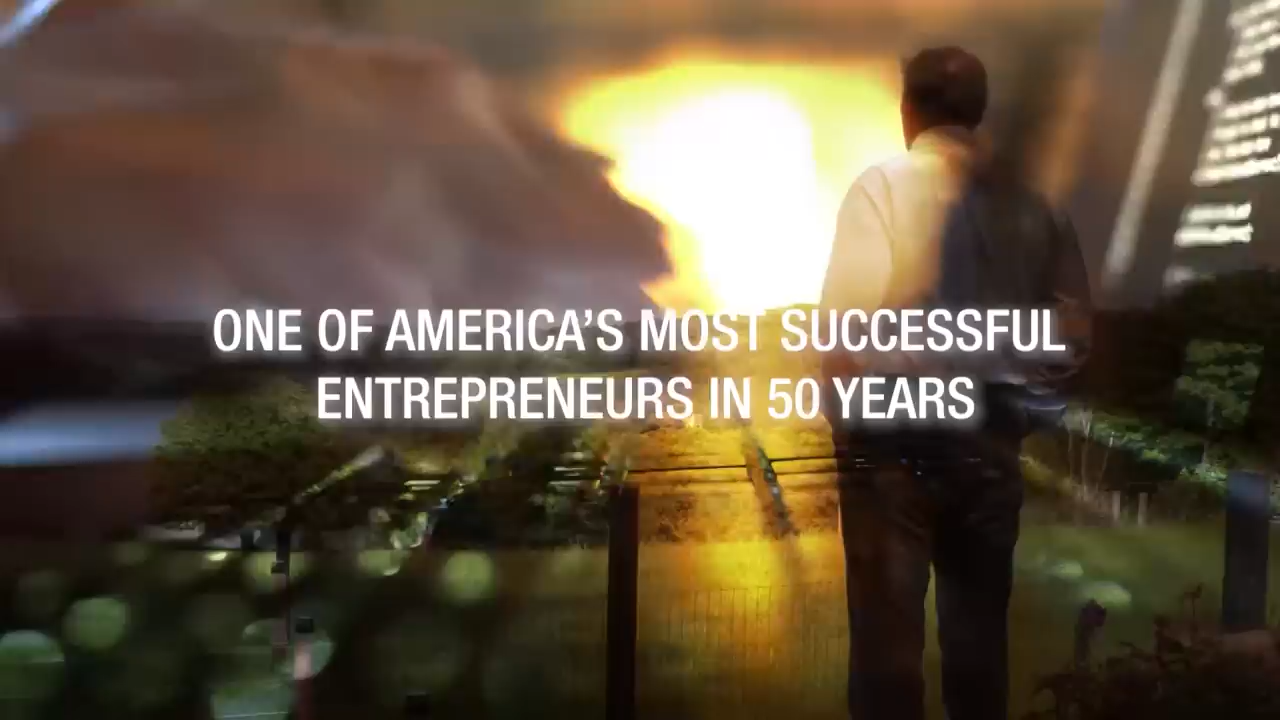 ONE OF AMERICA’S MOST SUCCESSFUL
ENTREPRENEURS IN 50 YEARS